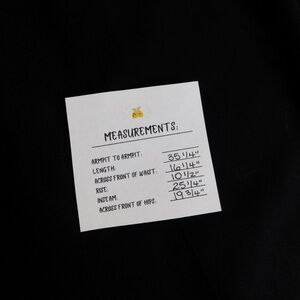 MEASUREMENTS:
ARMPIT TO ARMPIT:
LENGTH: 35 1/4"
ACROSS FRONT OF WAIST: 16 1/4"
RISE: 10 1/2"
INSEAM: 25 1/4"
ACROSS FRONT OF HIPS: 19 3/4"